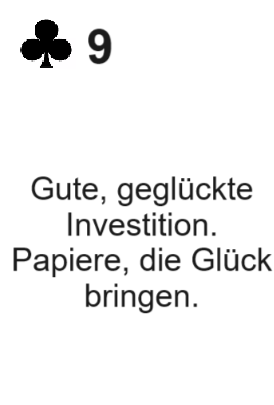 ♣ 9
Gute, geglückte
Investition.
Papiere, die Glück
bringen.